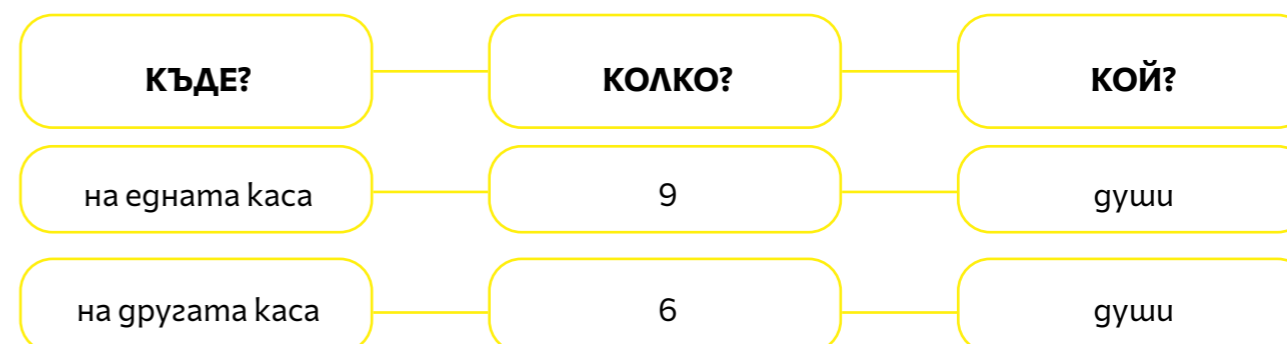 КЪДЕ? КОЛКО? КОЙ?
на едната каса 9 души
на другата каса 6 души